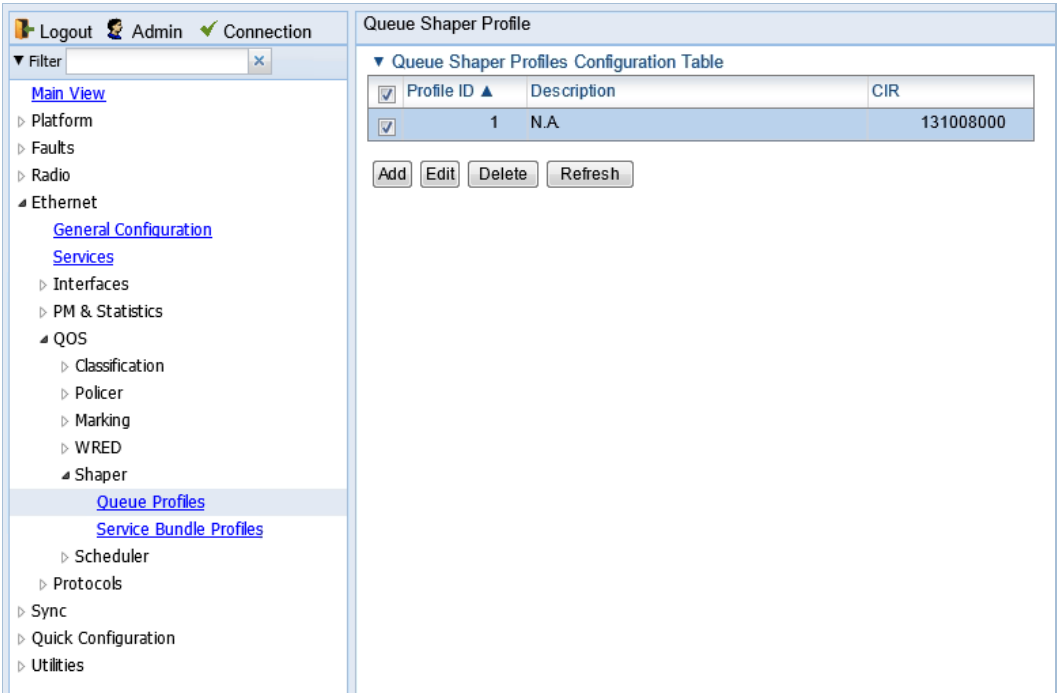 Logout Admin Connection
Filter
Main View
Platform
Faults
Radio
Ethernet
General Configuration
Services
Interfaces
PM & Statistics
QOS
Classification
Policer
Marking
WRED
Shaper
Queue Profiles
Service Bundle Profiles
Scheduler
Protocols
Sync
Quick Configuration
Utilities
Queue Shaper Profile
Queue Shaper Profiles Configuration Table
Profile ID ▲ Description CIR
1 N.A. 131008000
Add Edit Delete Refresh